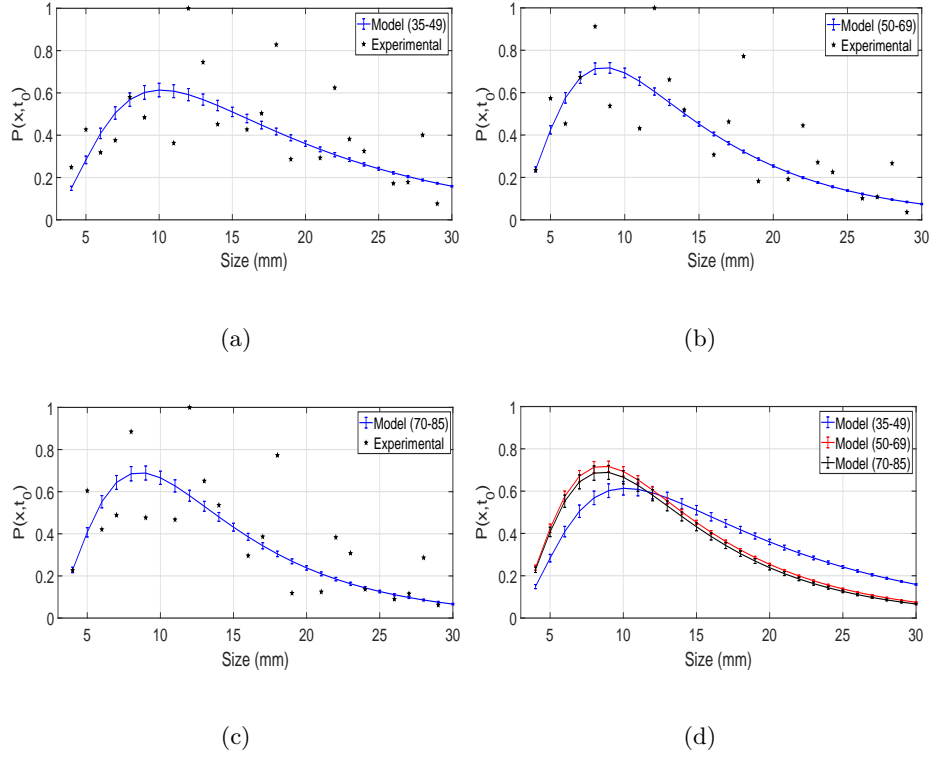 Model (35-49)
Experimental
P(x,t0)
1
0.8
0.6
0.4
0.2
0
5 10 15 20 25 30
Size (mm)
(a)
Model (50-69)
Experimental
P(x,t0)
1
0.8
0.6
0.4
0.2
0
5 10 15 20 25 30
Size (mm)
(b)
Model (70-85)
Experimental
P(x,t0)
1
0.8
0.6
0.4
0.2
0
5 10 15 20 25 30
Size (mm)
(c)
Model (35-49)
Model (50-69)
Model (70-85)
P(x,t0)
1
0.8
0.6
0.4
0.2
0
5 10 15 20 25 30
Size (mm)
(d)